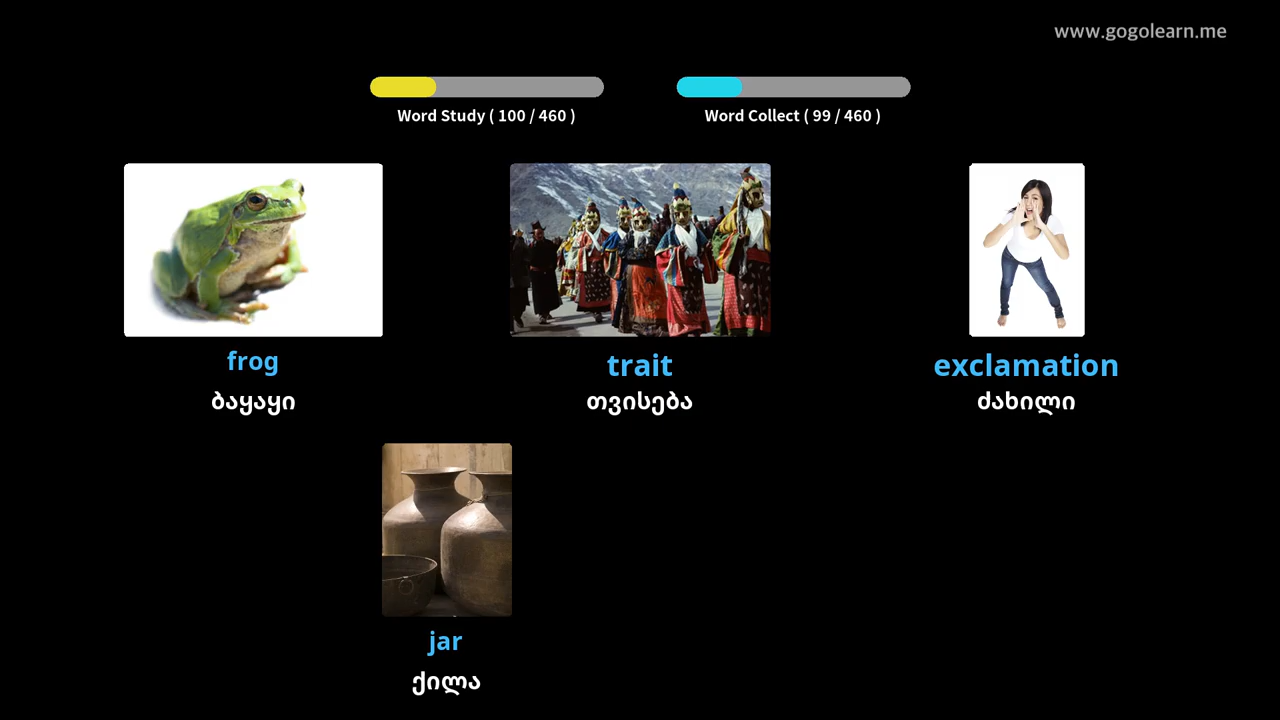 www.gogolearn.me
Word Study ( 100 / 460 )
Word Collect ( 99 / 460 )
frog
ბაყაყი
trait
თვისება
exclamation
ძახილი
jar
ქილა